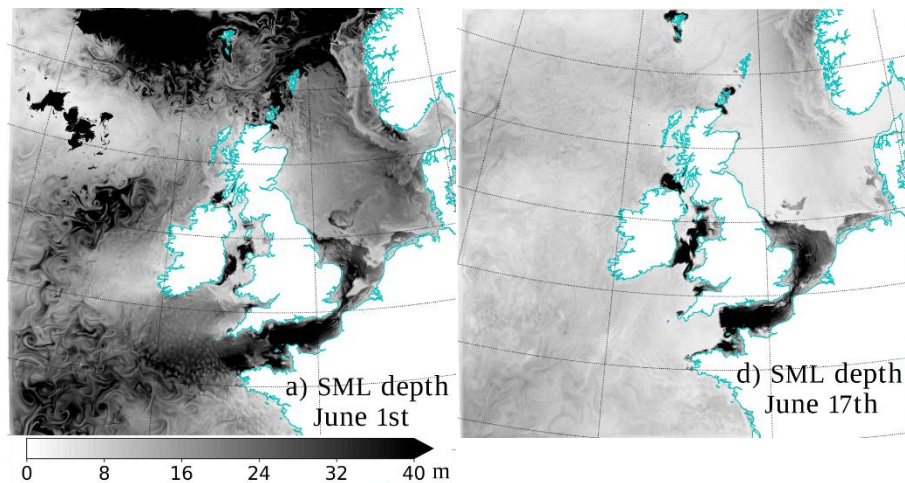 a) SML depth
June 1st
d) SML depth
June 17th
0 8 16 24 32 40 m